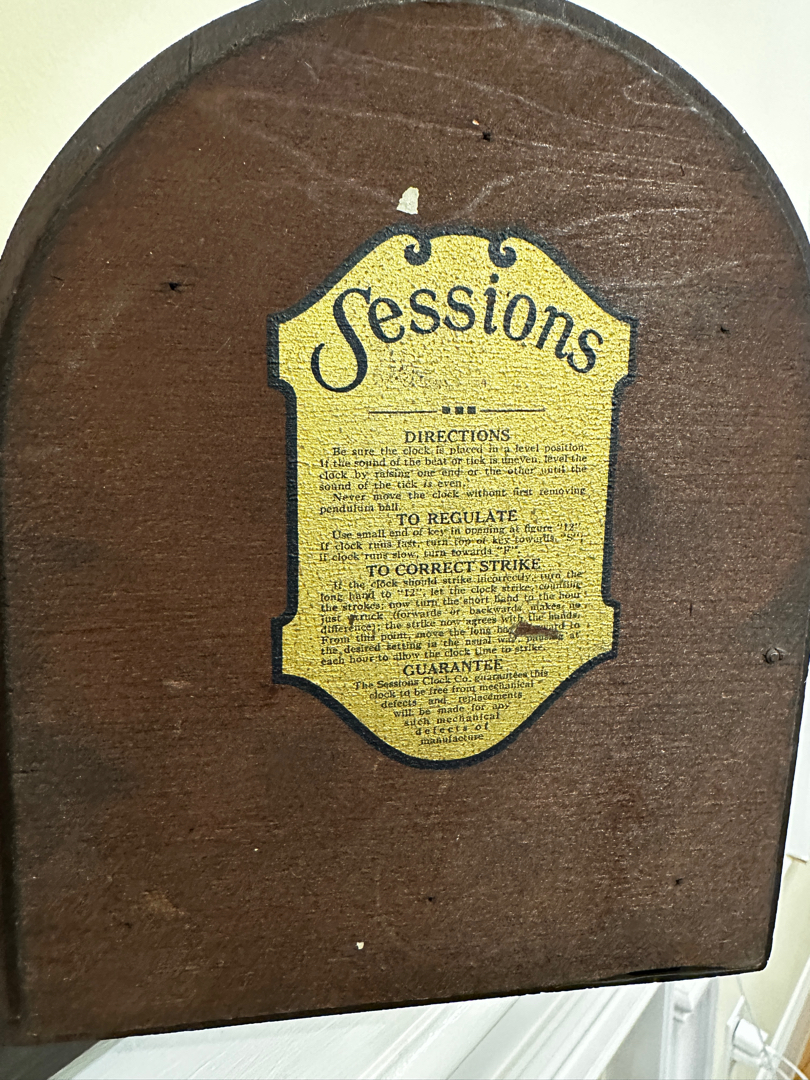 Sessions
DIRECTIONS
Be sure the clock is placed in a level position.
If the sound of the beat or tick is uneven, level the
clock by raising one end or the other until the
sound of the tick is even.
Never move the clock without first removing
pendulum ball.
TO REGULATE
Use small end of key in opening at figure "12"
If clock runs fast, turn top of key towards "S";
if clock runs slow, turn towards "F".
TO CORRECT STRIKE
If the clock should strike incorrectly, turn the
long hand to "12", let the clock strike, counting
the strokes; now turn the short hand to the hour
just struck (forwards or backwards makes no
difference); the strike now agrees with the hands.
From this point, move the long to
the desired setting in the usual way, at
each hour to allow the clock time to strike.
GUARANTEE
The Sessions Clock Co. guarantees this
clock to be free from mechanical
defects and replacements
will be made for any
such mechanical
defects of
manufacture